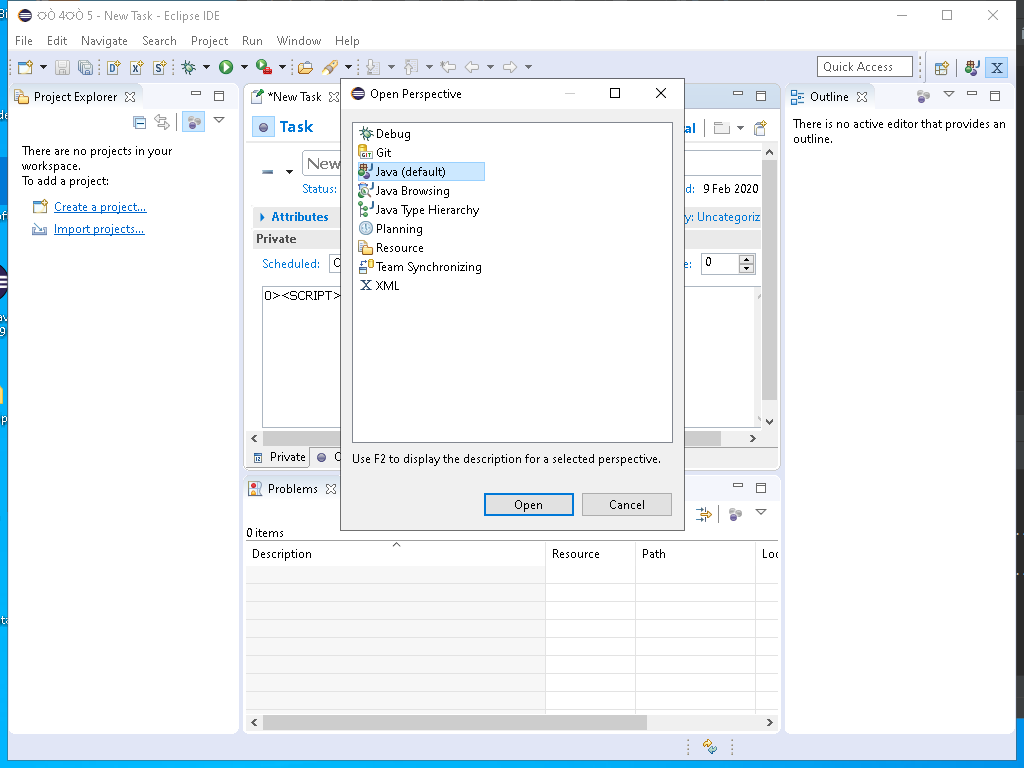 4 5 - New Task - Eclipse IDE
File Edit Navigate Search Project Run Window Help
Quick Access
Project Explorer
There are no projects in your
workspace.
To add a project:
Create a project...
Import projects...
*New Task
Task
New
Status:
9 Feb 2020
Attributes
Uncategoriz
Private
Scheduled:
0
0><SCRIPT>
Private
Open Perspective
Debug
Git
Java (default)
Java Browsing
Java Type Hierarchy
Planning
Resource
Team Synchronizing
XML
Use F2 to display the description for a selected perspective.
Open Cancel
Outline
There is no active editor that provides an
outline.
Problems
0 items
Description Resource Path Loc